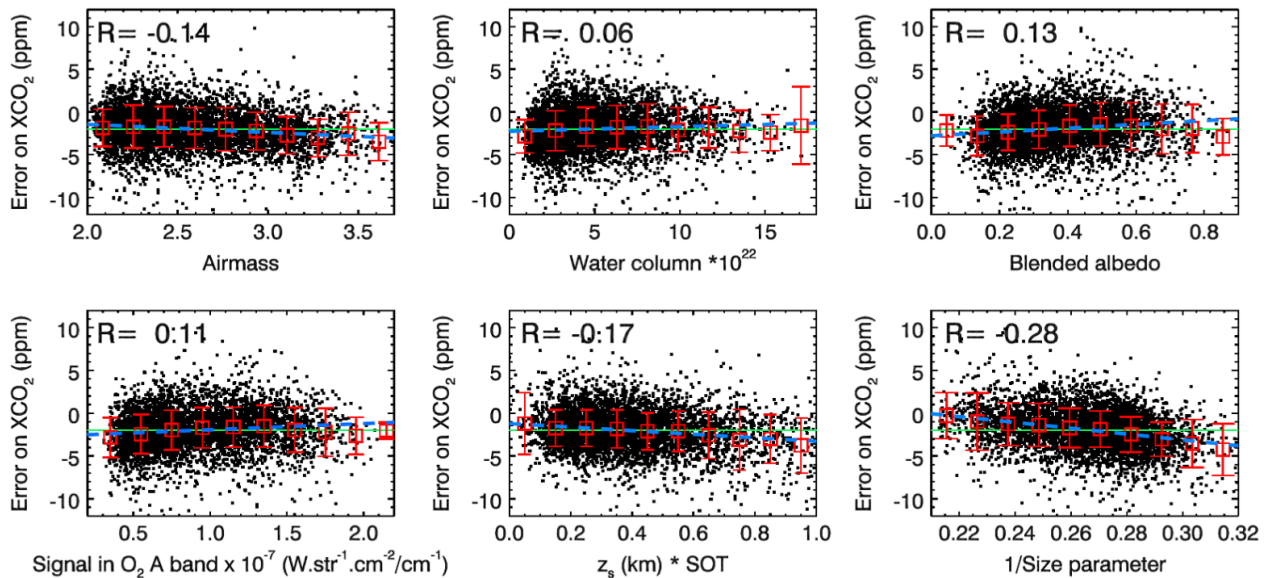 R= -0.14
Error on XCO₂ (ppm)
10
5
0
-5
-10
2.0 2.5 3.0 3.5
Airmass
R= 0.06
Error on XCO₂ (ppm)
10
5
0
-5
-10
0 5 10 15
Water column *10²²
R= 0.13
Error on XCO₂ (ppm)
10
5
0
-5
-10
0.0 0.2 0.4 0.6 0.8
Blended albedo
R= 0.11
Error on XCO₂ (ppm)
10
5
0
-5
-10
0.5 1.0 1.5 2.0
Signal in O₂ A band x 10⁻⁷ (W.str⁻¹.cm⁻²/cm⁻¹)
R= -0.17
Error on XCO₂ (ppm)
10
5
0
-5
-10
0.0 0.2 0.4 0.6 0.8 1.0
zₛ (km) * SOT
R= -0.28
Error on XCO₂ (ppm)
10
5
0
-5
-10
0.22 0.24 0.26 0.28 0.30 0.32
1/Size parameter